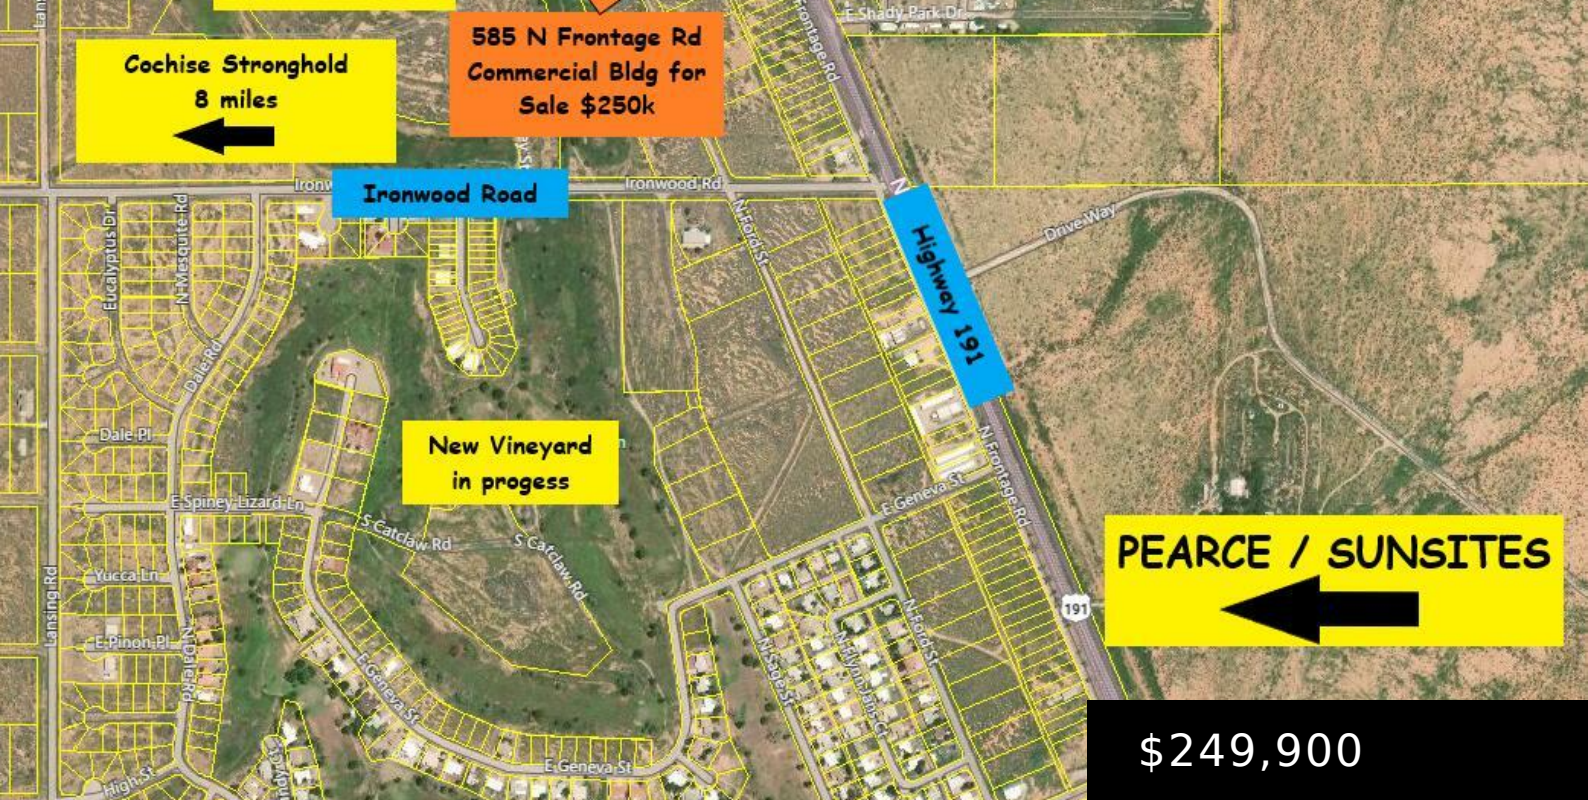 Lan
E Shady Park Dr
Frontage Rd
585 N Frontage Rd
Commercial Bldg for
Sale $250k
Cochise Stronghold
8 miles
Ironw
Ironwood Road
Ironwood Rd
N
Highway 191
Drive Way
Eucalyptus Dr
N Mesquite Rd
N Ford St
Dale Rd
Dale Pl
New Vineyard
in progess
N Frontage Rd
E Spiney Lizard Ln
S Catclaw Rd
S Catclaw Rd
E Geneva St
PEARCE / SUNSITES
191
Lansing Rd
Yucca Ln
E Pinon Pl
N Dale Rd
E Geneva St
N Sage St
N Ford St
E Geneva St
High St
$249,900